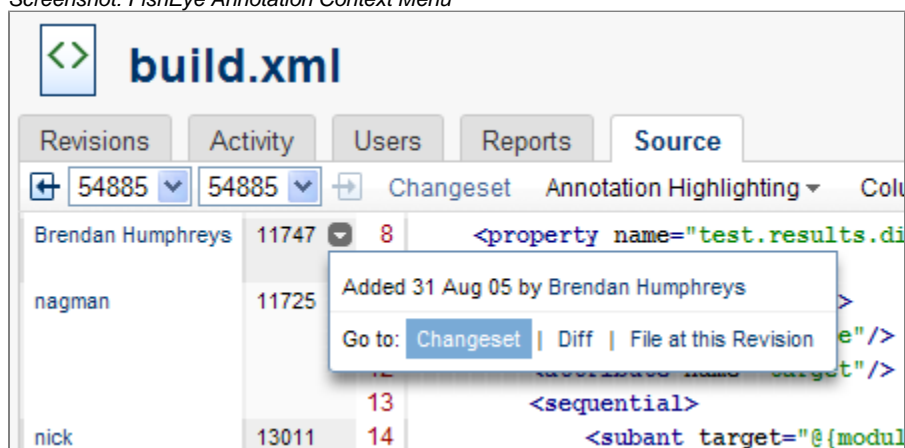 Screenshot: FishEye Annotation Context Menu
<> build.xml
Revisions Activity Users Reports Source
54885 54885 Changeset Annotation Highlighting
Brendan Humphreys 11747 8 <property name="test.results.di
Added 31 Aug 05 by Brendan Humphreys
nagman 11725 >
Go to: Changeset | Diff | File at this Revision e"/>
12 "/>
13 <sequential>
nick 13011 14 <subant target="@{modul